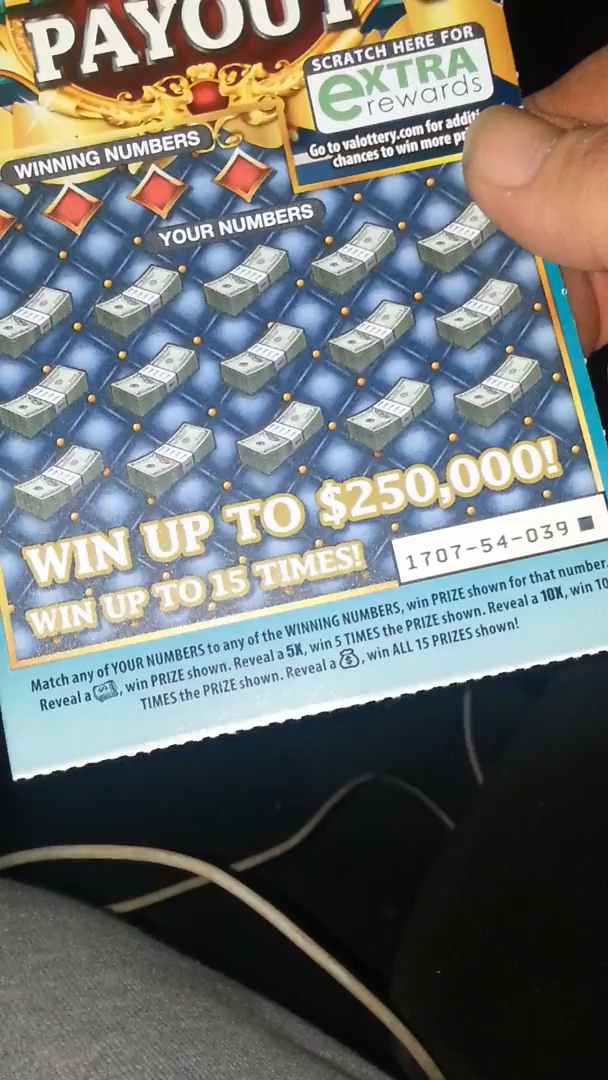 PAYOUT
SCRATCH HERE FOR
eXTRA
rewards
Go to valottery.com for
chances to win more
WINNING NUMBERS
YOUR NUMBERS
WIN UP TO $250,000!
WIN UP TO 15 TIMES!
1707-54-039
Match any of YOUR NUMBERS to any of the WINNING NUMBERS, win PRIZE shown for that number.
Reveal a , win PRIZE shown. Reveal a 5X, win 5 TIMES the PRIZE shown. Reveal a 10X, win 10
TIMES the PRIZE shown. Reveal a , win ALL 15 PRIZES shown!